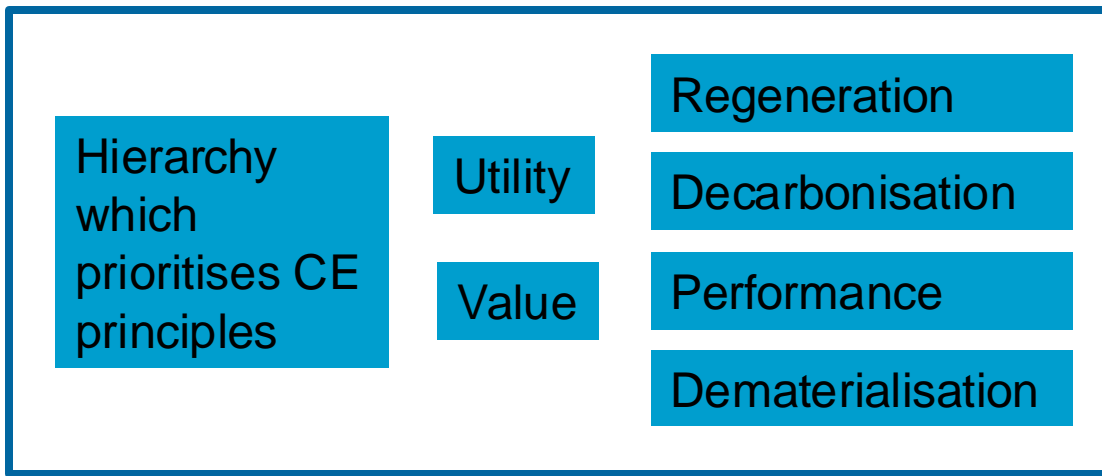 Hierarchy
which
prioritises CE
principles
Utility
Value
Regeneration
Decarbonisation
Performance
Dematerialisation